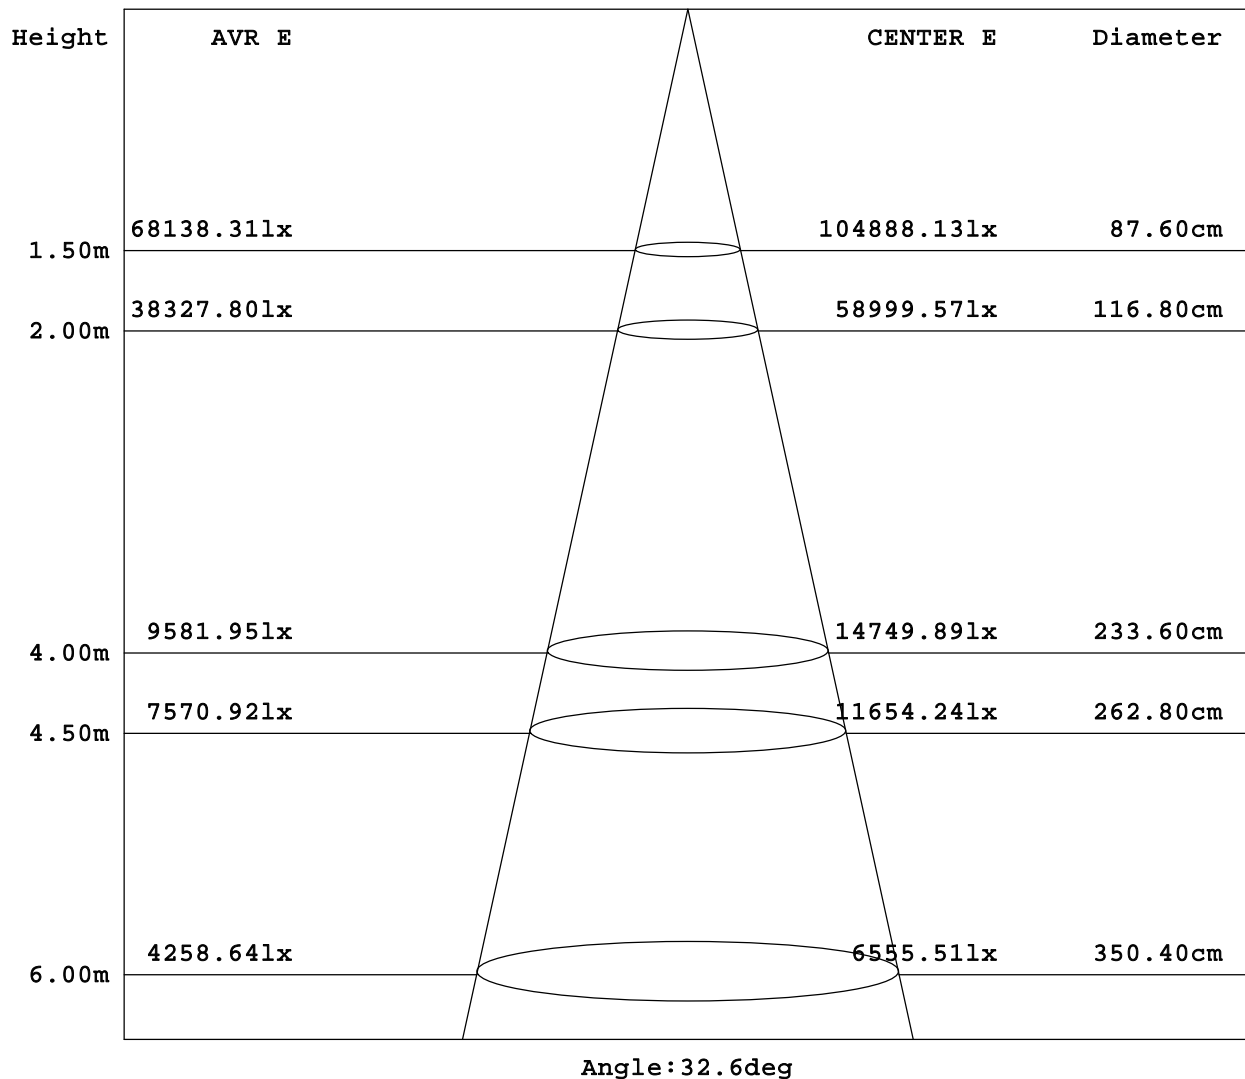 Height AVR E CENTER E Diameter
68138.31lx 104888.13lx 87.60cm
1.50m
38327.80lx 58999.57lx 116.80cm
2.00m
9581.95lx 14749.89lx 233.60cm
4.00m
7570.92lx 11654.24lx 262.80cm
4.50m
4258.64lx 6555.51lx 350.40cm
6.00m
Angle:32.6deg